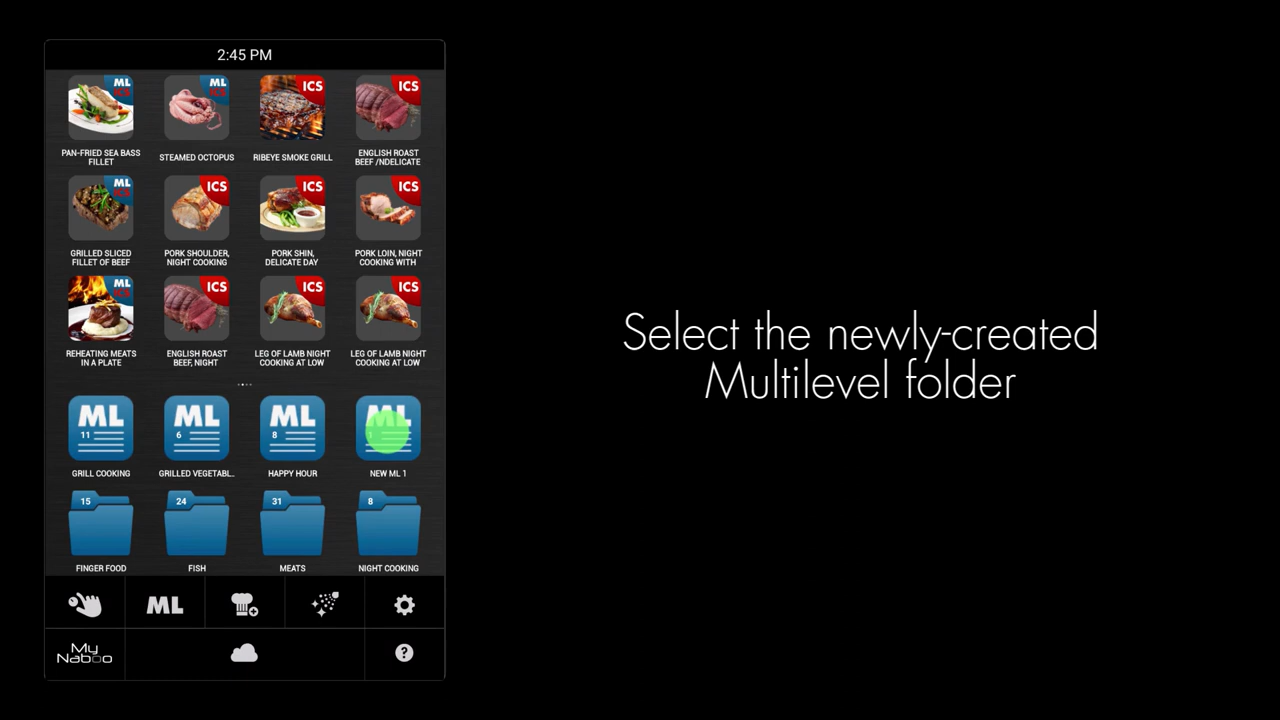 2:45 PM
ML
ICS
ML
ICS
ICS
ICS
PAN-FRIED SEA BASS
FILLET
STEAMED OCTOPUS
RIBEYE SMOKE GRILL
ENGLISH ROAST
BEEF /NDELICATE
ML
ICS
ICS
ICS
ICS
GRILLED SLICED
FILLET OF BEEF
PORK SHOULDER,
NIGHT COOKING
PORK SHIN,
DELICATE DAY
PORK LOIN, NIGHT
COOKING WITH
ML
ICS
ICS
ICS
ICS
REHEATING MEATS
IN A PLATE
ENGLISH ROAST
BEEF, NIGHT
LEG OF LAMB NIGHT
COOKING AT LOW
LEG OF LAMB NIGHT
COOKING AT LOW
ML
11
ML
6
ML
8
ML
1
GRILL COOKING
GRILLED VEGETABL..
HAPPY HOUR
NEW ML 1
15
24
31
8
FINGER FOOD
FISH
MEATS
NIGHT COOKING
ML
My
Naboo
?
Select the newly-created
Multilevel folder